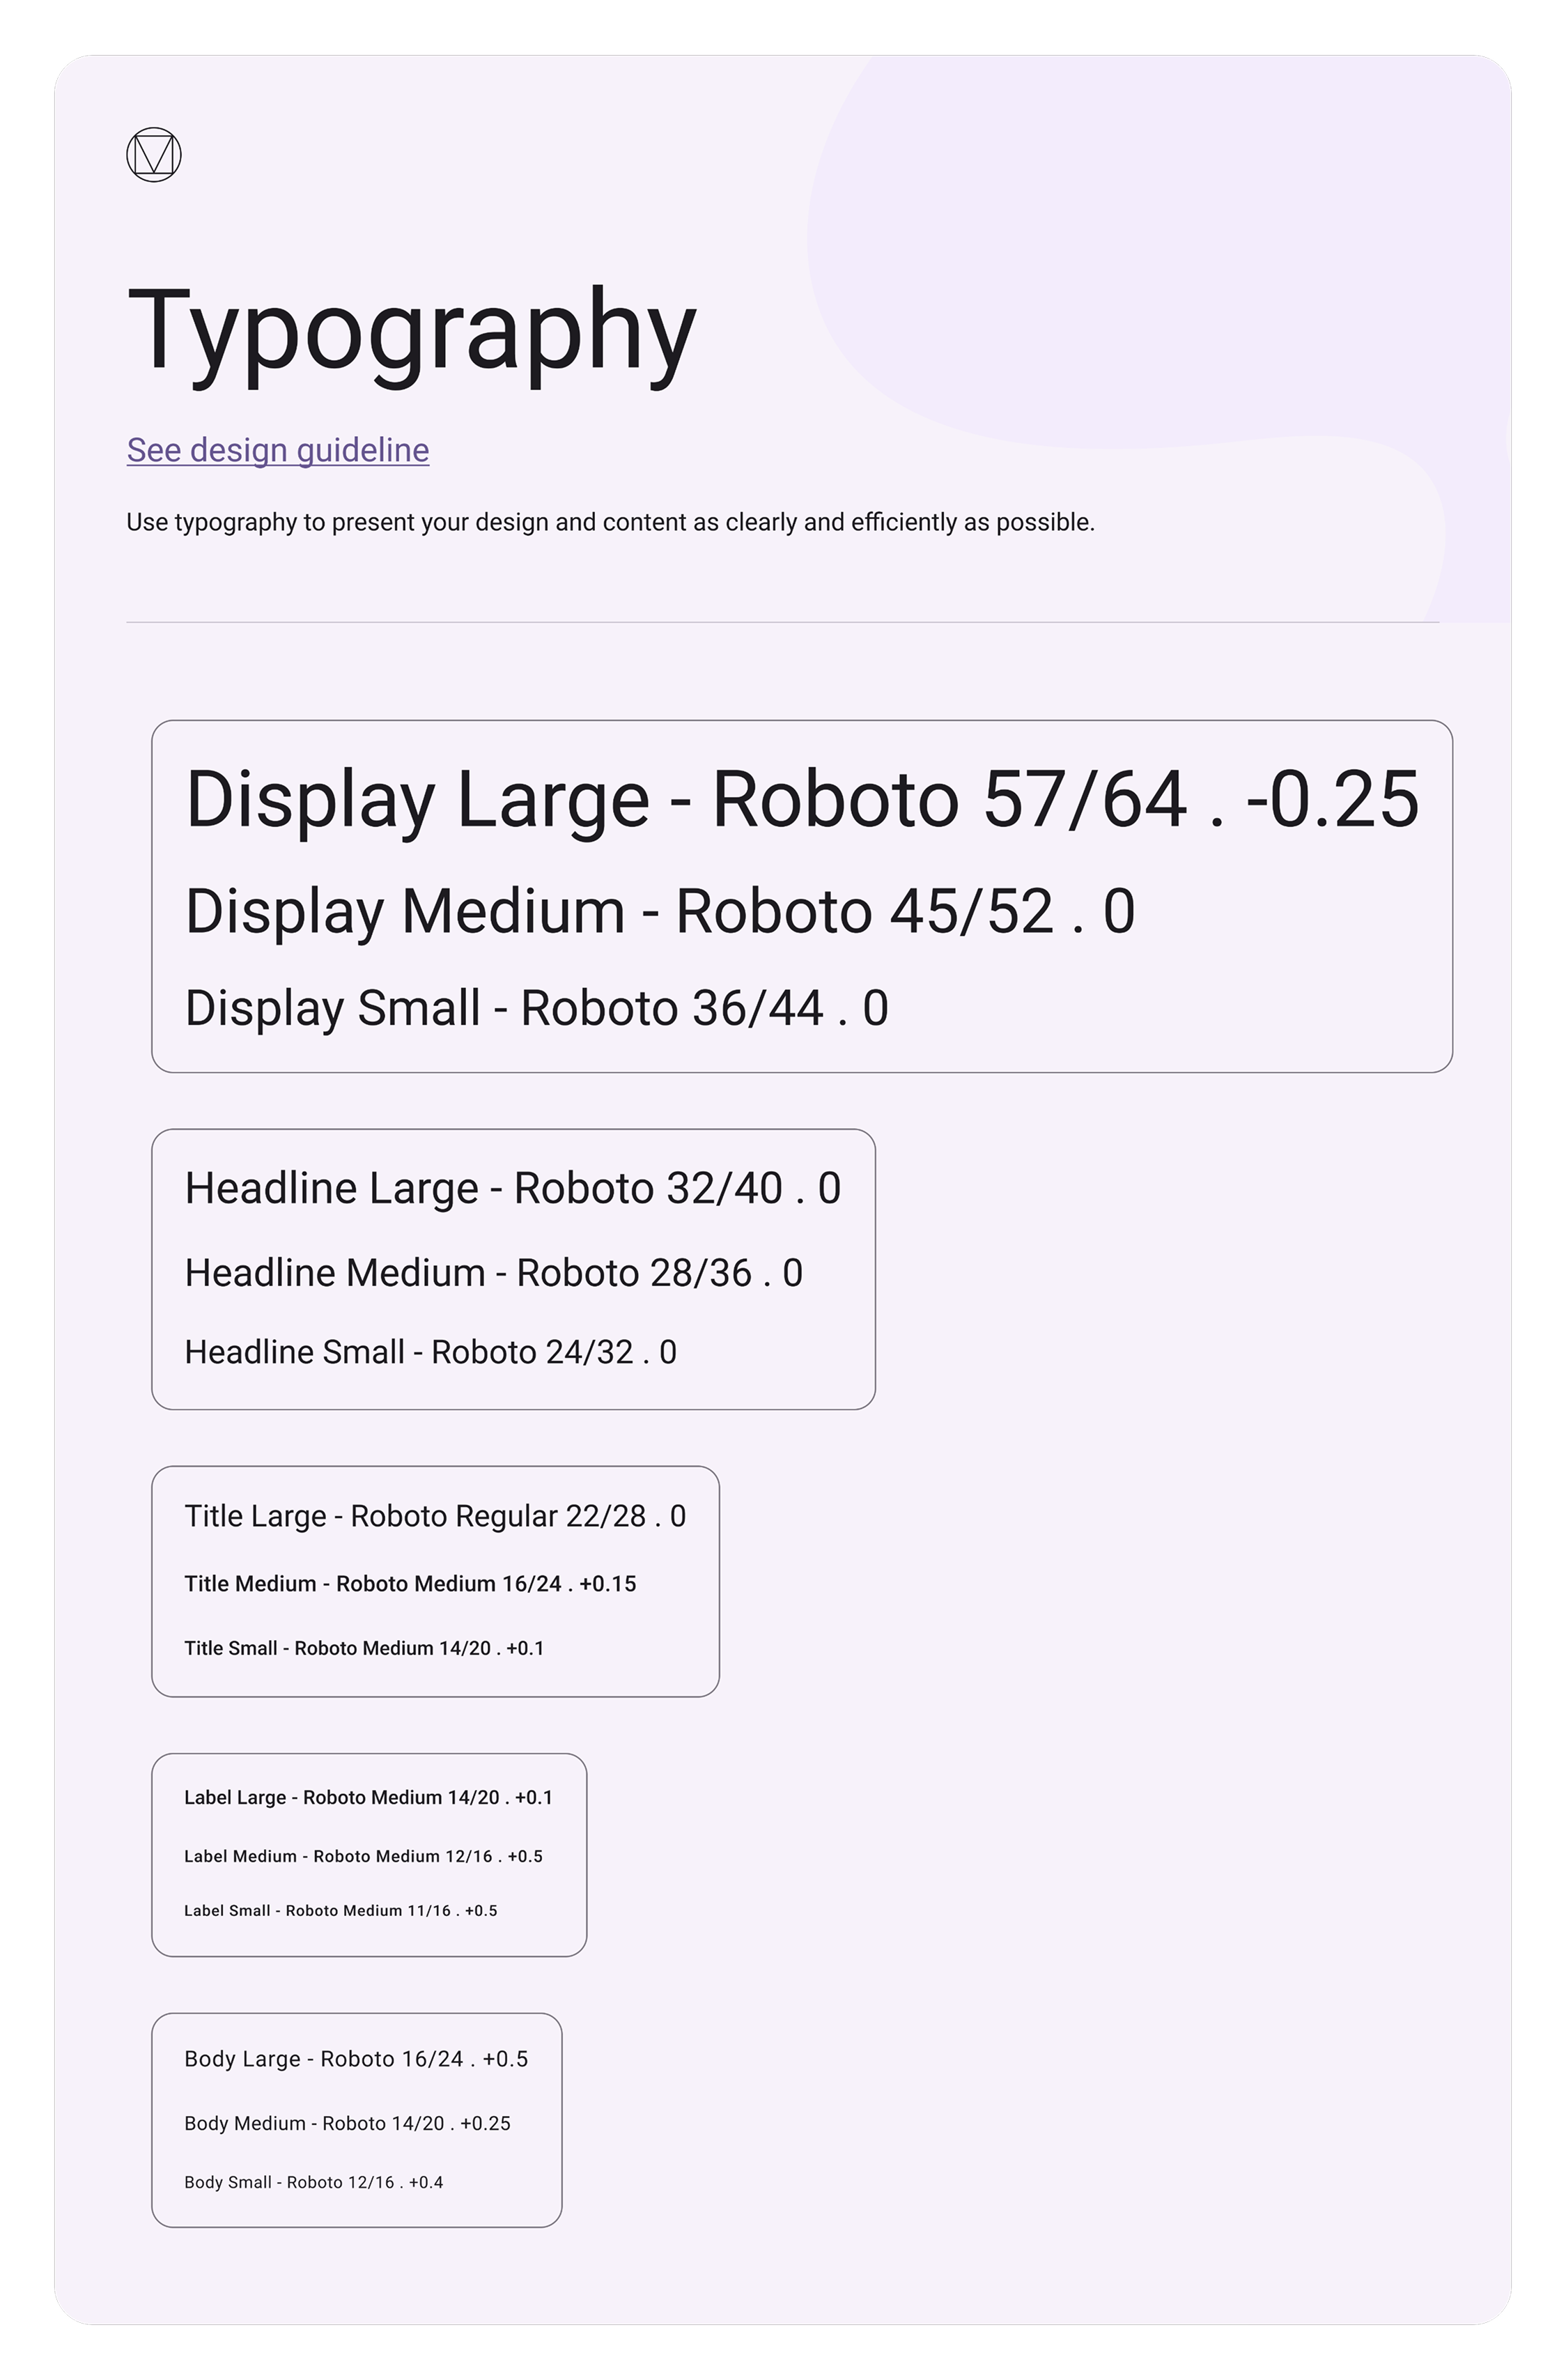 Typography
See design guideline
Use typography to present your design and content as clearly and efficiently as possible.
Display Large - Roboto 57/64 . -0.25
Display Medium - Roboto 45/52 . 0
Display Small - Roboto 36/44 . 0
Headline Large - Roboto 32/40 . 0
Headline Medium - Roboto 28/36 . 0
Headline Small - Roboto 24/32 . 0
Title Large - Roboto Regular 22/28 . 0
Title Medium - Roboto Medium 16/24 . +0.15
Title Small - Roboto Medium 14/20 . +0.1
Label Large - Roboto Medium 14/20 . +0.1
Label Medium - Roboto Medium 12/16 . +0.5
Label Small - Roboto Medium 11/16 . +0.5
Body Large - Roboto 16/24 . +0.5
Body Medium - Roboto 14/20 . +0.25
Body Small - Roboto 12/16 . +0.4